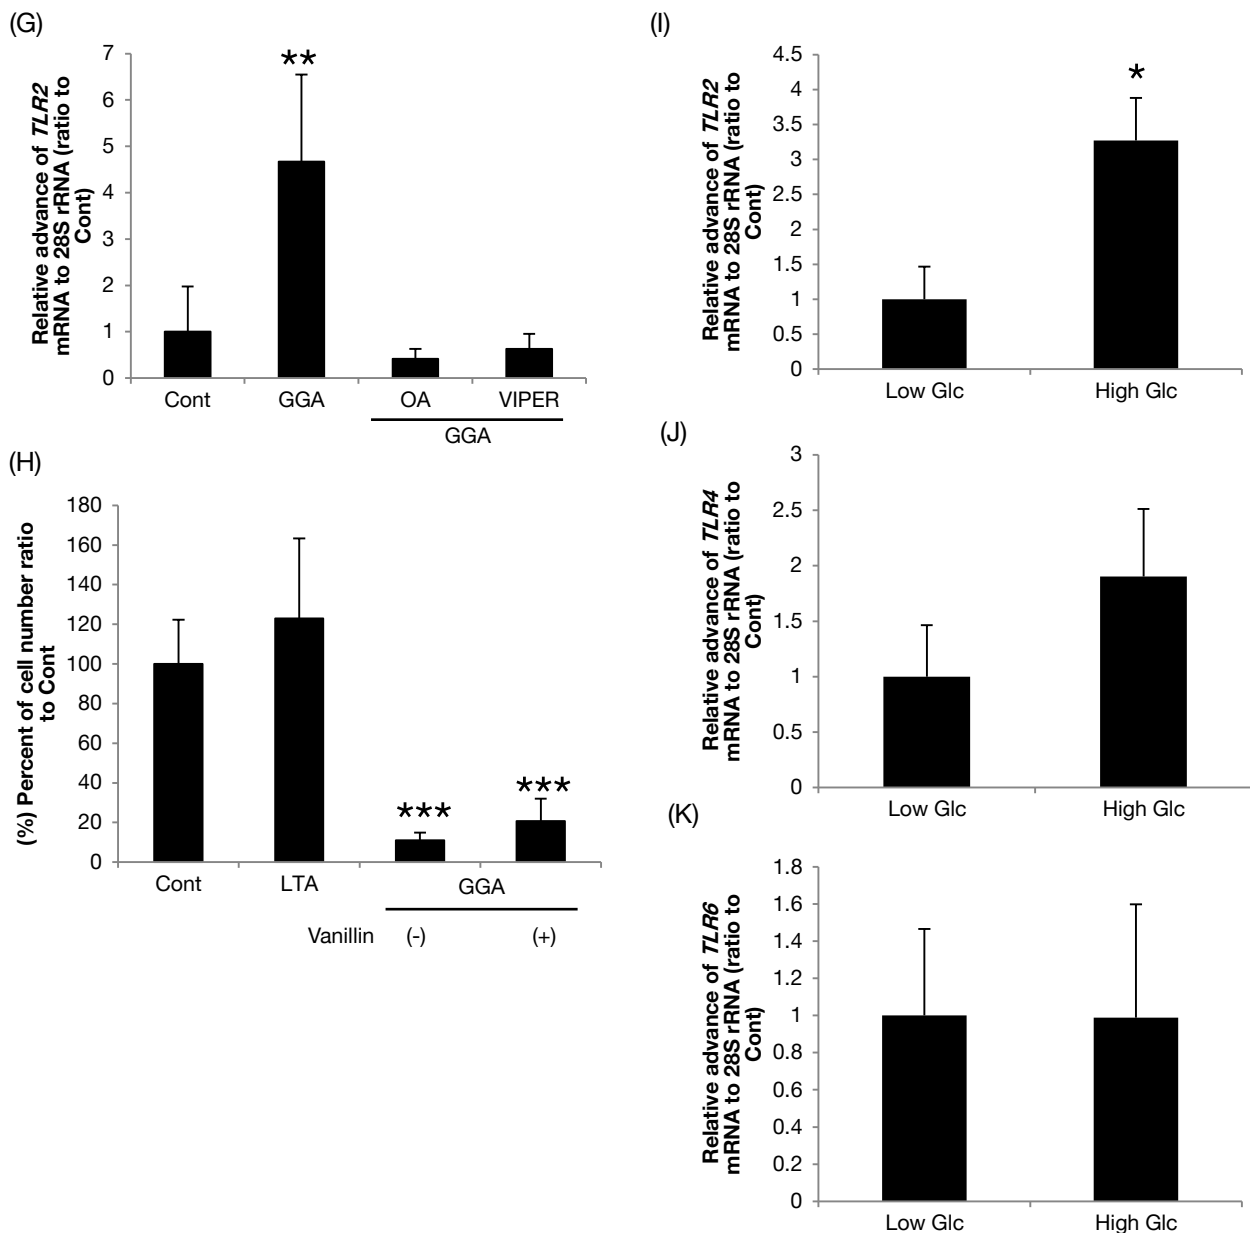 (G)
Relative advance of TLR2
mRNA to 28S rRNA (ratio to
Cont)
7
6
5
4
3
2
1
0
**
Cont
GGA
OA
VIPER
GGA
(H)
(%) Percent of cell number ratio
to Cont
180
160
140
120
100
80
60
40
20
0
***
***
Cont
LTA
GGA
Vanillin
(-)
(+)
(I)
Relative advance of TLR2
mRNA to 28S rRNA (ratio to
Cont)
4.5
4
3.5
3
2.5
2
1.5
1
0.5
0
*
Low Glc
High Glc
(J)
Relative advance of TLR4
mRNA to 28S rRNA (ratio to
Cont)
3
2.5
2
1.5
1
0.5
0
Low Glc
High Glc
(K)
Relative advance of TLR6
mRNA to 28S rRNA (ratio to
Cont)
1.8
1.6
1.4
1.2
1
0.8
0.6
0.4
0.2
0
Low Glc
High Glc